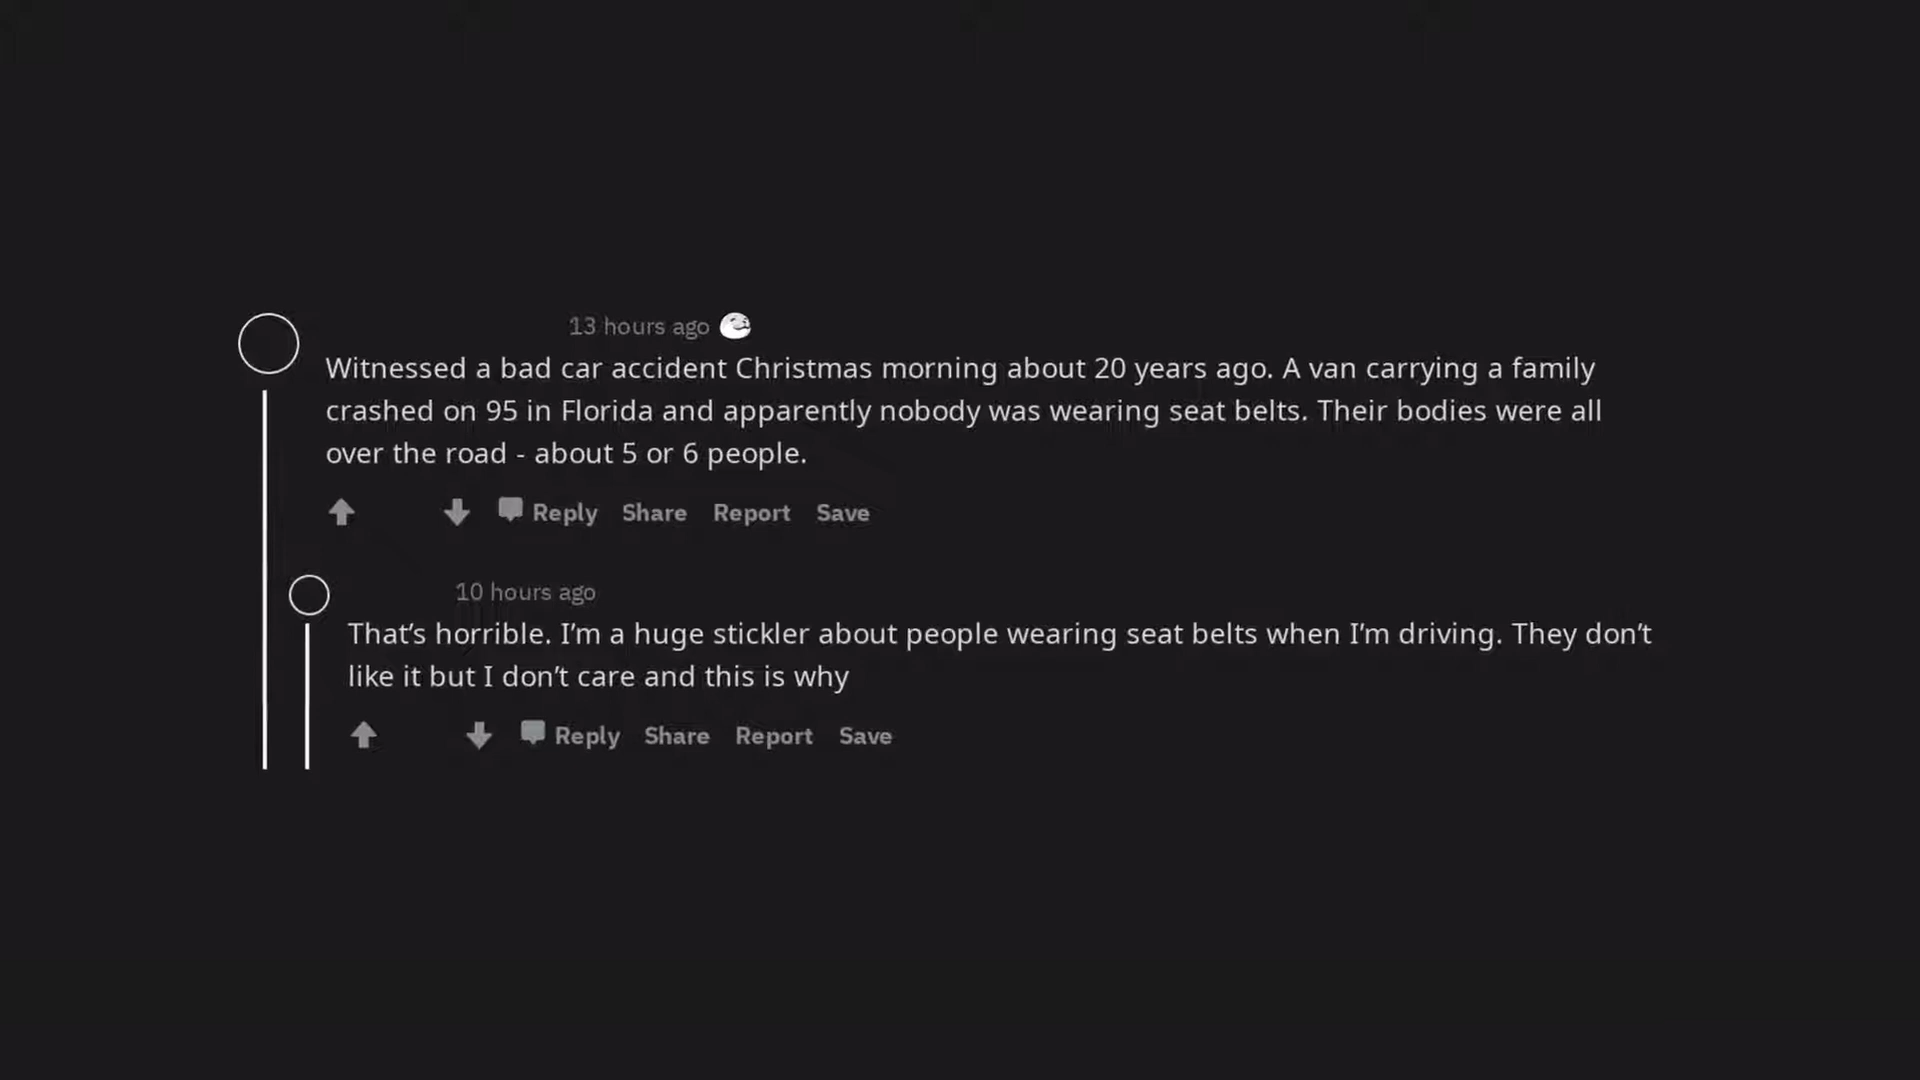 13 hours ago
Witnessed a bad car accident Christmas morning about 20 years ago. A van carrying a family
crashed on 95 in Florida and apparently nobody was wearing seat belts. Their bodies were all
over the road - about 5 or 6 people.
Reply Share Report Save
10 hours ago
That’s horrible. I’m a huge stickler about people wearing seat belts when I’m driving. They don’t
like it but I don’t care and this is why
Reply Share Report Save